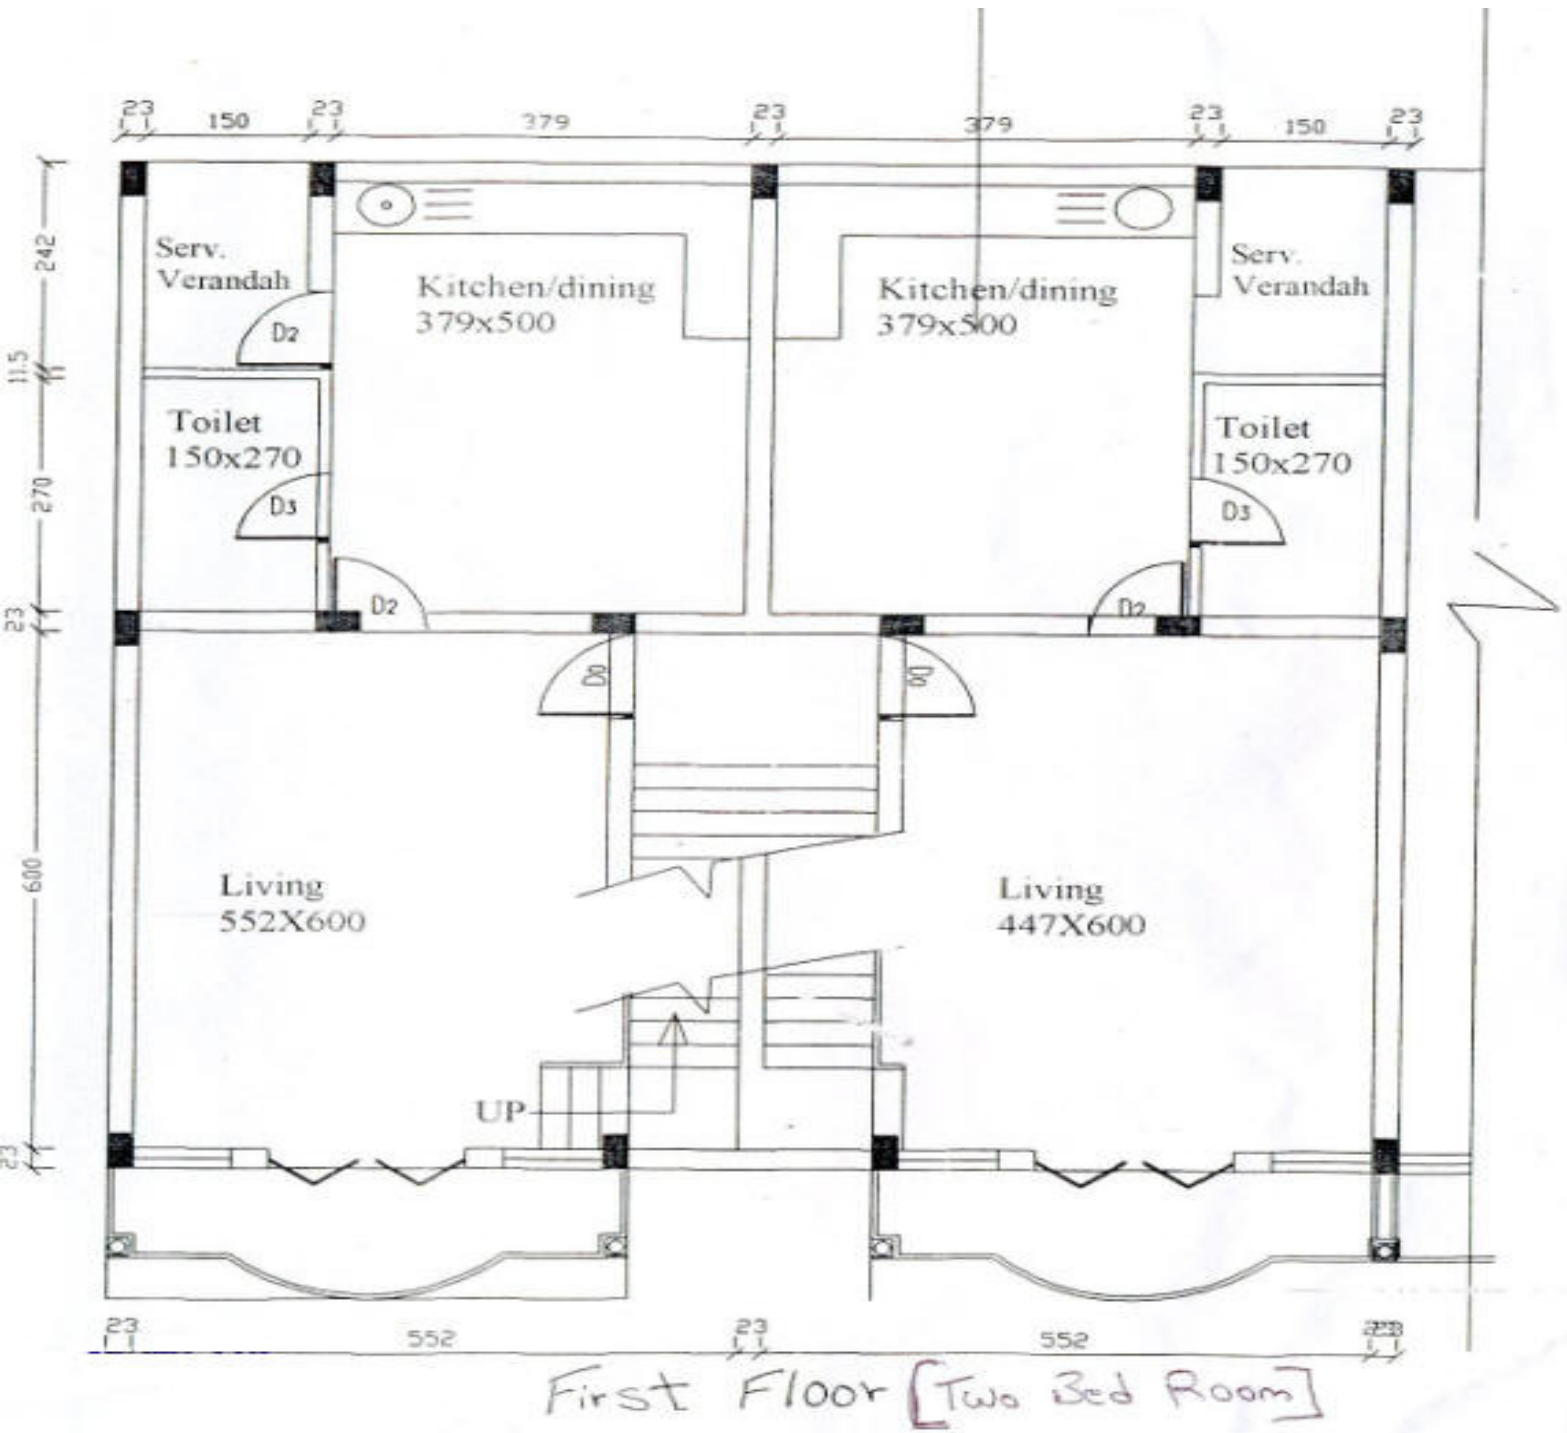 23 150 23 379 23 379 23 150 23
242
11.5
270
23
600
23
Serv.
Verandah
D2
Kitchen/dining
379x500
Kitchen/dining
379x500
Serv.
Verandah
Toilet
150x270
D3
D2
Toilet
150x270
D3
D2
D0
D0
Living
552X600
Living
447X600
UP
23 552 23 552
First Floor [Two Bed Room]